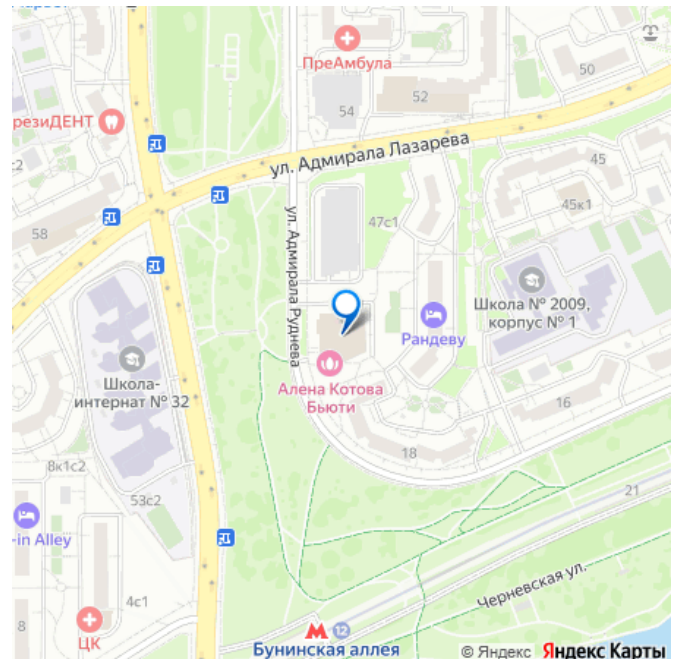 ПреАмбула
50
52
54
резиДЕНТ
ул. Адмирала Лазарева
45
45к1
47с1
58
ул. Адмирала Руднева
Школа № 2009,
корпус № 1
Рандеву
Школа-
интернат № 32
Алена Котова
Бьюти
16
18
8к1с2
53с2
21
-in Alley
Черневская ул.
4с1
8
ЦК
12
Бунинская аллея
© Яндекс Яндекс Карты